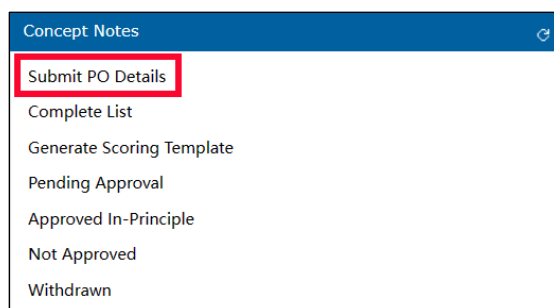 Concept Notes
Submit PO Details
Complete List
Generate Scoring Template
Pending Approval
Approved In-Principle
Not Approved
Withdrawn